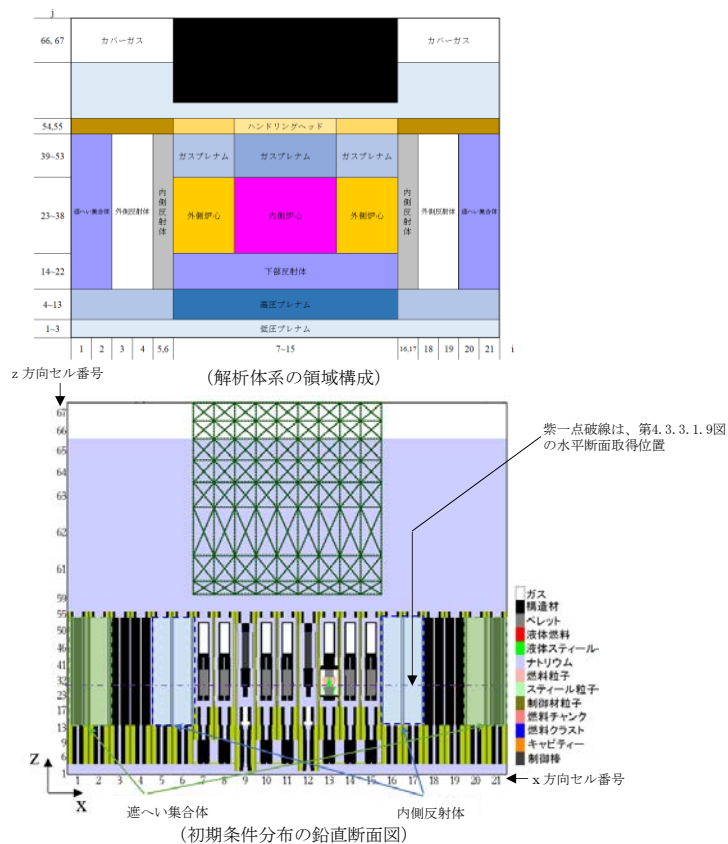 j
66, 67
カバーガス
カバーガス
54,55
ハンドリングヘッド
39~53
ガスプレナム
ガスプレナム
ガスプレナム
23~38
遮へい集合体
外側反射体
内側反射体
外側炉心
内側炉心
外側炉心
内側反射体
外側反射体
遮へい集合体
14~22
下部反射体
4~13
高圧プレナム
1~3
低圧プレナム
1 2 3 4 5,6 7~15 16,17 18 19 20 21 i
(解析体系の領域構成)
z 方向セル番号
67
66
65
64
63
62
61
59
55
50
46
41
32
23
17
13
9
6
1
紫一点破線は、第4.3.3.1.9図
の水平断面取得位置
ガス
構造材
ペレット
液体燃料
液体スティール
ナトリウム
燃料粒子
スティール粒子
制御材粒子
燃料チャンク
燃料クラスト
キャビティー
制御棒
Z
X
1 2 3 4 5 6 7 8 9 10 11 12 13 14 15 16 17 18 19 20 21
x 方向セル番号
遮へい集合体
内側反射体
(初期条件分布の鉛直断面図)